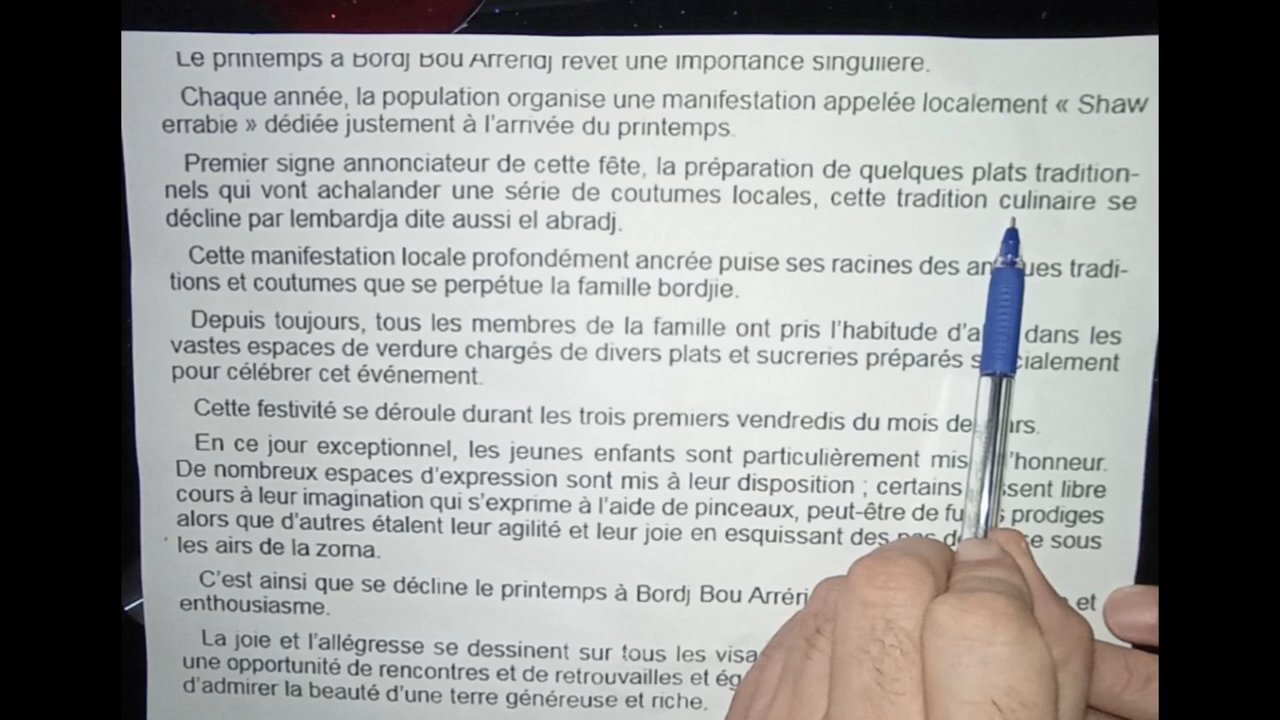 Le printemps à Bordj Bou Arréridj revêt une importance singulière.
Chaque année, la population organise une manifestation appelée localement « Shaw
errabie » dédiée justement à l'arrivée du printemps.
Premier signe annonciateur de cette fête, la préparation de quelques plats tradition-
nels qui vont achalander une série de coutumes locales, cette tradition culinaire se
décline par lembardja dite aussi el abradj.
Cette manifestation locale profondément ancrée puise ses racines des tradi-
tions et coutumes que se perpétue la famille bordjie.
Depuis toujours, tous les membres de la famille ont pris l'habitude dans les
vastes espaces de verdure chargés de divers plats et sucreries préparés
pour célébrer cet événement.
Cette festivité se déroule durant les trois premiers vendredis du mois de
En ce jour exceptionnel, les jeunes enfants sont particulièrement mis l'honneur.
De nombreux espaces d'expression sont mis à leur disposition ; certains libre
cours à leur imagination qui s'exprime à l'aide de pinceaux, peut-être de prodiges
alors que d'autres étalent leur agilité et leur joie en esquissant des sous
les airs de la zorna.
C'est ainsi que se décline le printemps à Bordj Bou et
enthousiasme.
La joie et l'allégresse se dessinent sur tous les
une opportunité de rencontres et de retrouvailles et
d'admirer la beauté d'une terre généreuse et riche.